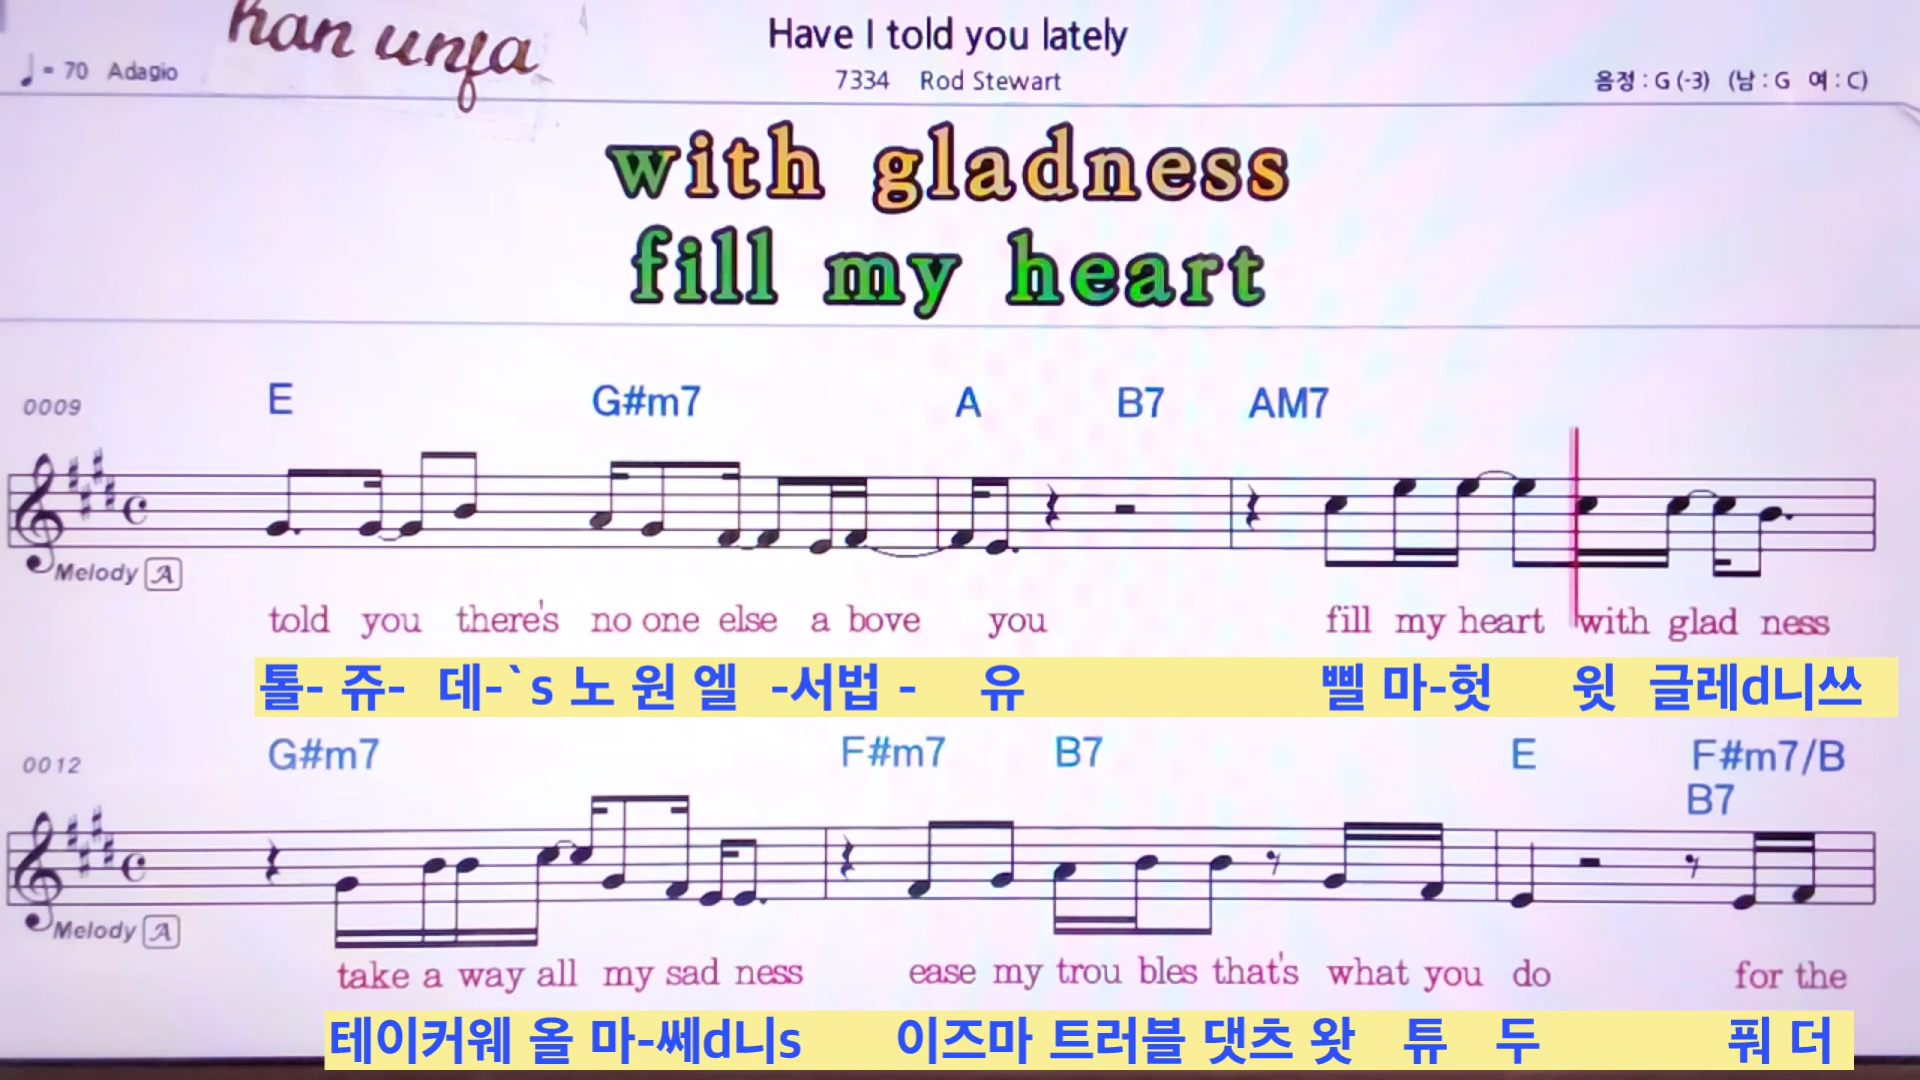 han unfa
Have I told you lately
= 70 Adagio
7334 Rod Stewart
음정 : G (-3) (남 : G 여 : C)
with gladness
fill my heart
0009 E G#m7 A B7 AM7
Melody A
told you there's no one else a bove you fill my heart with glad ness
톨- 쥬- 데-`s 노 원 엘 -서법 - 유 삘 마-헛 윗 글레d니쓰
0012 G#m7 F#m7 B7 E F#m7/B
B7
Melody A
take a way all my sad ness ease my trou bles that's what you do for the
테이커웨 올 마-쎄d니s 이즈마 트러블 댓츠 왓 튜 두 풔 더